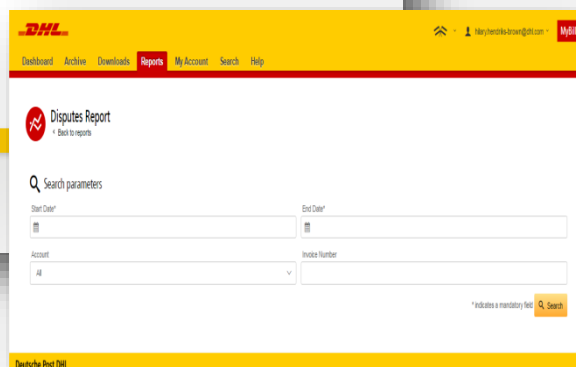 DHL
hilary.hendriks-brown@dhl.com
MyBill
Dashboard Archive Downloads Reports My Account Search Help
Disputes Report
< Back to reports
Search parameters
Start Date* End Date*
Account Invoice Number
All
* indicates a mandatory field Search
Deutsche Post DHL